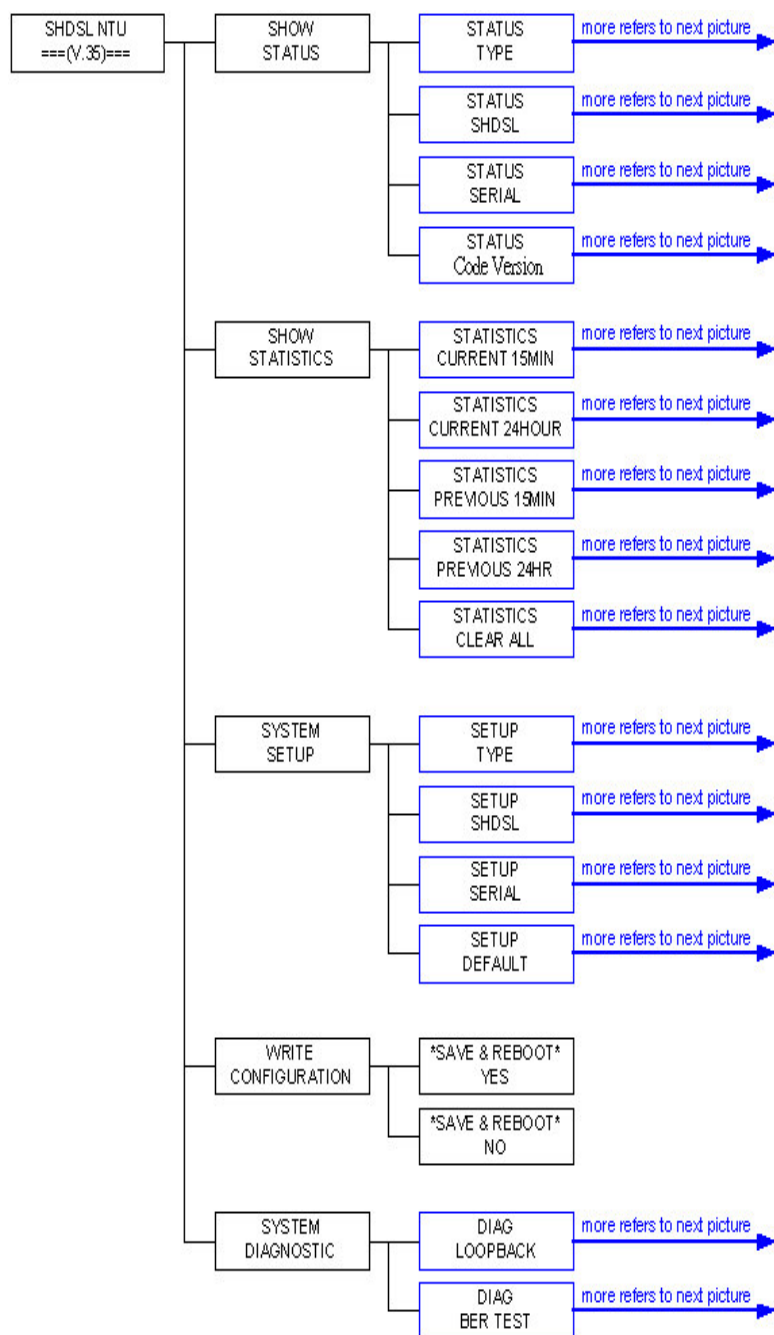 SHDSL NTU
===(V.35)===
SHOW
STATUS
STATUS
TYPE
more refers to next picture
STATUS
SHDSL
more refers to next picture
STATUS
SERIAL
more refers to next picture
STATUS
Code Version
more refers to next picture
SHOW
STATISTICS
STATISTICS
CURRENT 15MIN
more refers to next picture
STATISTICS
CURRENT 24HOUR
more refers to next picture
STATISTICS
PREVIOUS 15MIN
more refers to next picture
STATISTICS
PREVIOUS 24HR
more refers to next picture
STATISTICS
CLEAR ALL
more refers to next picture
SYSTEM
SETUP
SETUP
TYPE
more refers to next picture
SETUP
SHDSL
more refers to next picture
SETUP
SERIAL
more refers to next picture
SETUP
DEFAULT
more refers to next picture
WRITE
CONFIGURATION
*SAVE & REBOOT*
YES
*SAVE & REBOOT*
NO
SYSTEM
DIAGNOSTIC
DIAG
LOOPBACK
more refers to next picture
DIAG
BER TEST
more refers to next picture